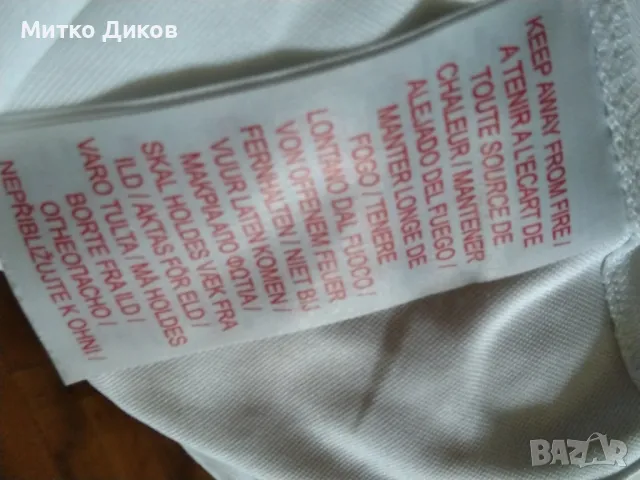 Митко Диков
KEEP AWAY FROM FIRE /
A TENIR A L'ECART DE
TOUTE SOURCE DE
CHALEUR / MANTENER
ALEJADO DEL FUEGO /
MANTER LONGE DE
FOGO / TENERE
LONTANO DAL FUOCO /
VON OFFENEM FEUER
FERNHALTEN / NIET BIJ
VUUR LATEN KOMEN /
ΜΑΚΡΙΑ ΑΠΟ ΦΩΤΙΑ /
SKAL HOLDES VÆK FRA
ILD / AKTAS FÖR ELD /
VARO TULTA / MÅ HOLDES
BORTE FRA ILD /
ОГНЕОПАСНО /
NEPŘIBLIŽUJTE K OHNI /
BAZAR